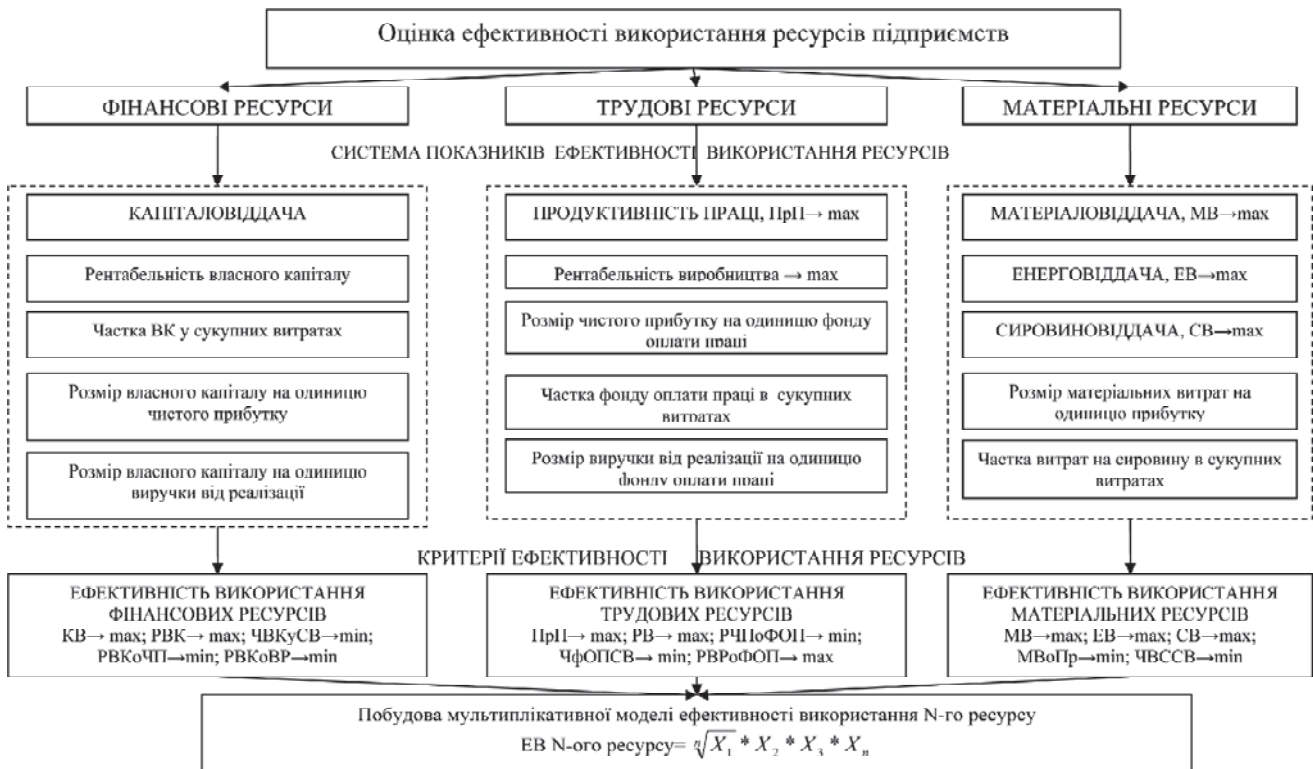 Оцінка ефективності використання ресурсів підприємств
ФІНАНСОВІ РЕСУРСИ
ТРУДОВІ РЕСУРСИ
МАТЕРІАЛЬНІ РЕСУРСИ
СИСТЕМА ПОКАЗНИКІВ ЕФЕКТИВНОСТІ ВИКОРИСТАННЯ РЕСУРСІВ
КАПІТАЛОВІДДАЧА
Рентабельність власного капіталу
Частка ВК у сукупних витратах
Розмір власного капіталу на одиницю
чистого прибутку
Розмір власного капіталу на одиницю
виручки від реалізації
ПРОДУКТИВНІСТЬ ПРАЦІ, ПрП→ max
Рентабельність виробництва → max
Розмір чистого прибутку на одиницю фонду
оплати праці
Частка фонду оплати праці в сукупних
витратах
Розмір виручки від реалізації на одиницю
фонду оплати праці
МАТЕРІАЛОВІДДАЧА, МВ→max
ЕНЕРГОВІДДАЧА, ЕВ→max
СИРОВИНОВІДДАЧА, СВ→max
Розмір матеріальних витрат на
одиницю прибутку
Частка витрат на сировину в сукупних
витратах
КРИТЕРІЇ ЕФЕКТИВНОСТІ ВИКОРИСТАННЯ РЕСУРСІВ
ЕФЕКТИВНІСТЬ ВИКОРИСТАННЯ
ФІНАНСОВИХ РЕСУРСІВ
КВ→ max; РВК→ max; ЧВКуСВ→min;
РВКоЧП→min; РВКоВР→min
ЕФЕКТИВНІСТЬ ВИКОРИСТАННЯ
ТРУДОВИХ РЕСУРСІВ
ПрП→ max; РВ→ max; РЧПоФОП→ min;
ЧфОПСВ→ min; РВРоФОП→ max
ЕФЕКТИВНІСТЬ ВИКОРИСТАННЯ
МАТЕРІАЛЬНИХ РЕСУРСІВ
МВ→max; ЕВ→max; СВ→max;
МВоПр→min; ЧВССВ→min
Побудова мультиплікативної моделі ефективності використання N-го ресурсу
ЕВ N-ого ресурсу= ⁿ√X₁ * X₂ * X₃ * Xₙ